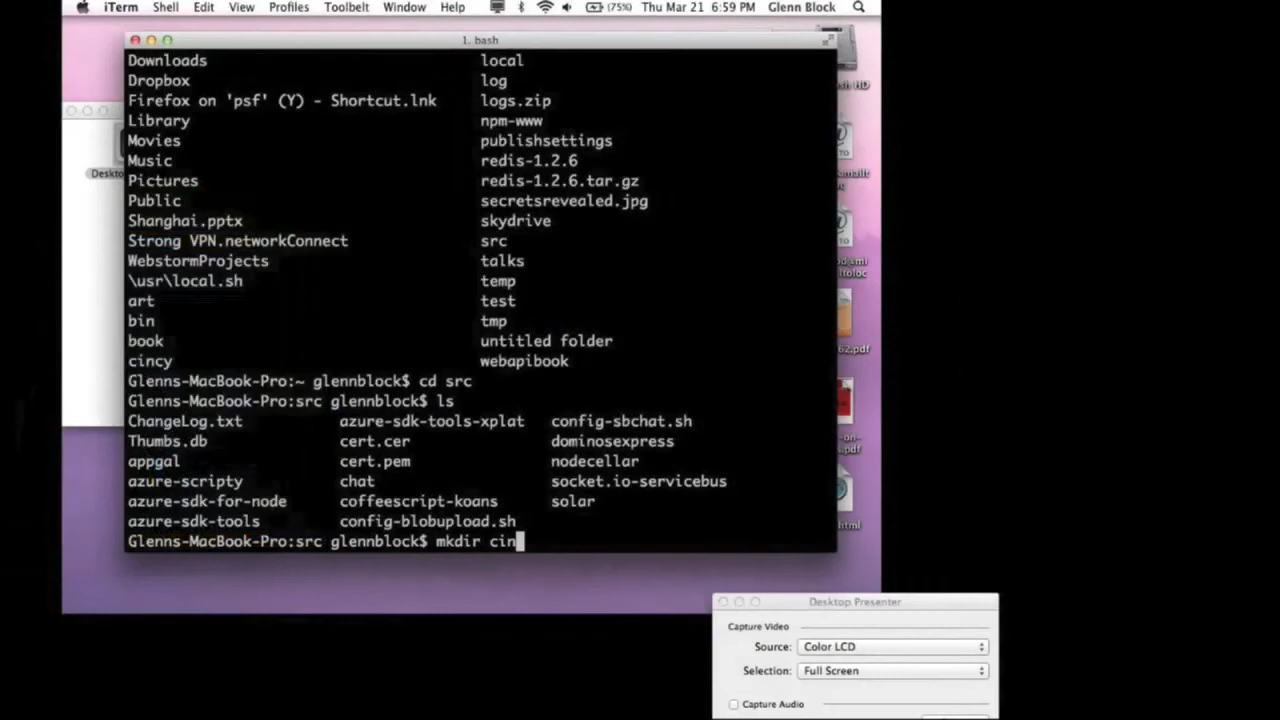 iTerm Shell Edit View Profiles Toolbelt Window Help (75%) Thu Mar 21 6:59 PM Glenn Block
1. bash
Downloads local
Dropbox log
Firefox on 'psf' (Y) - Shortcut.lnk logs.zip
Library npm-www
Movies publishsettings
Music redis-1.2.6
Pictures redis-1.2.6.tar.gz
Public secretsrevealed.jpg
Shanghai.pptx skydrive
Strong VPN.networkConnect src
WebstormProjects talks
\usr\local.sh temp
art test
bin tmp
book untitled folder
cincy webapibook
Glenns-MacBook-Pro:~ glennblock$ cd src
Glenns-MacBook-Pro:src glennblock$ ls
ChangeLog.txt azure-sdk-tools-xplat config-sbchat.sh
Thumbs.db cert.cer dominosexpress
appgal cert.pem nodecellar
azure-scripty chat socket.io-servicebus
azure-sdk-for-node coffeescript-koans solar
azure-sdk-tools config-blobupload.sh
Glenns-MacBook-Pro:src glennblock$ mkdir cin
Deskto
HD
62.pdf
s.pdf
html
Desktop Presenter
Capture Video
Source: Color LCD
Selection: Full Screen
Capture Audio